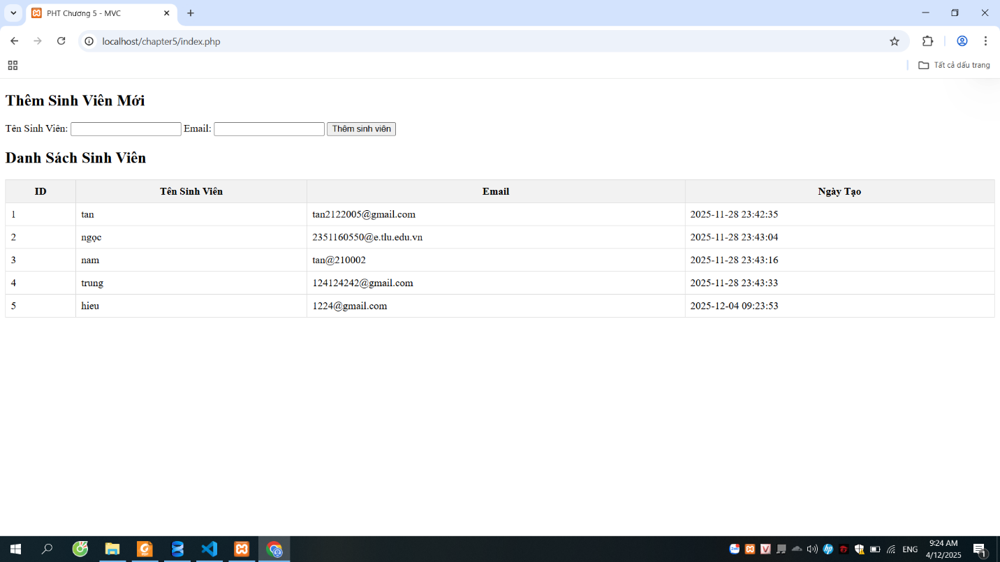 PHT Chương 5 - MVC
localhost/chapter5/index.php
Tất cả dấu trang
Thêm Sinh Viên Mới
Tên Sinh Viên: Email: Thêm sinh viên
Danh Sách Sinh Viên
ID Tên Sinh Viên Email Ngày Tạo
1 tan tan2122005@gmail.com 2025-11-28 23:42:35
2 ngọc 2351160550@e.tlu.edu.vn 2025-11-28 23:43:04
3 nam tan@210002 2025-11-28 23:43:16
4 trung 124124242@gmail.com 2025-11-28 23:43:33
5 hieu 1224@gmail.com 2025-12-04 09:23:53
ENG
9:24 AM
4/12/2025
1